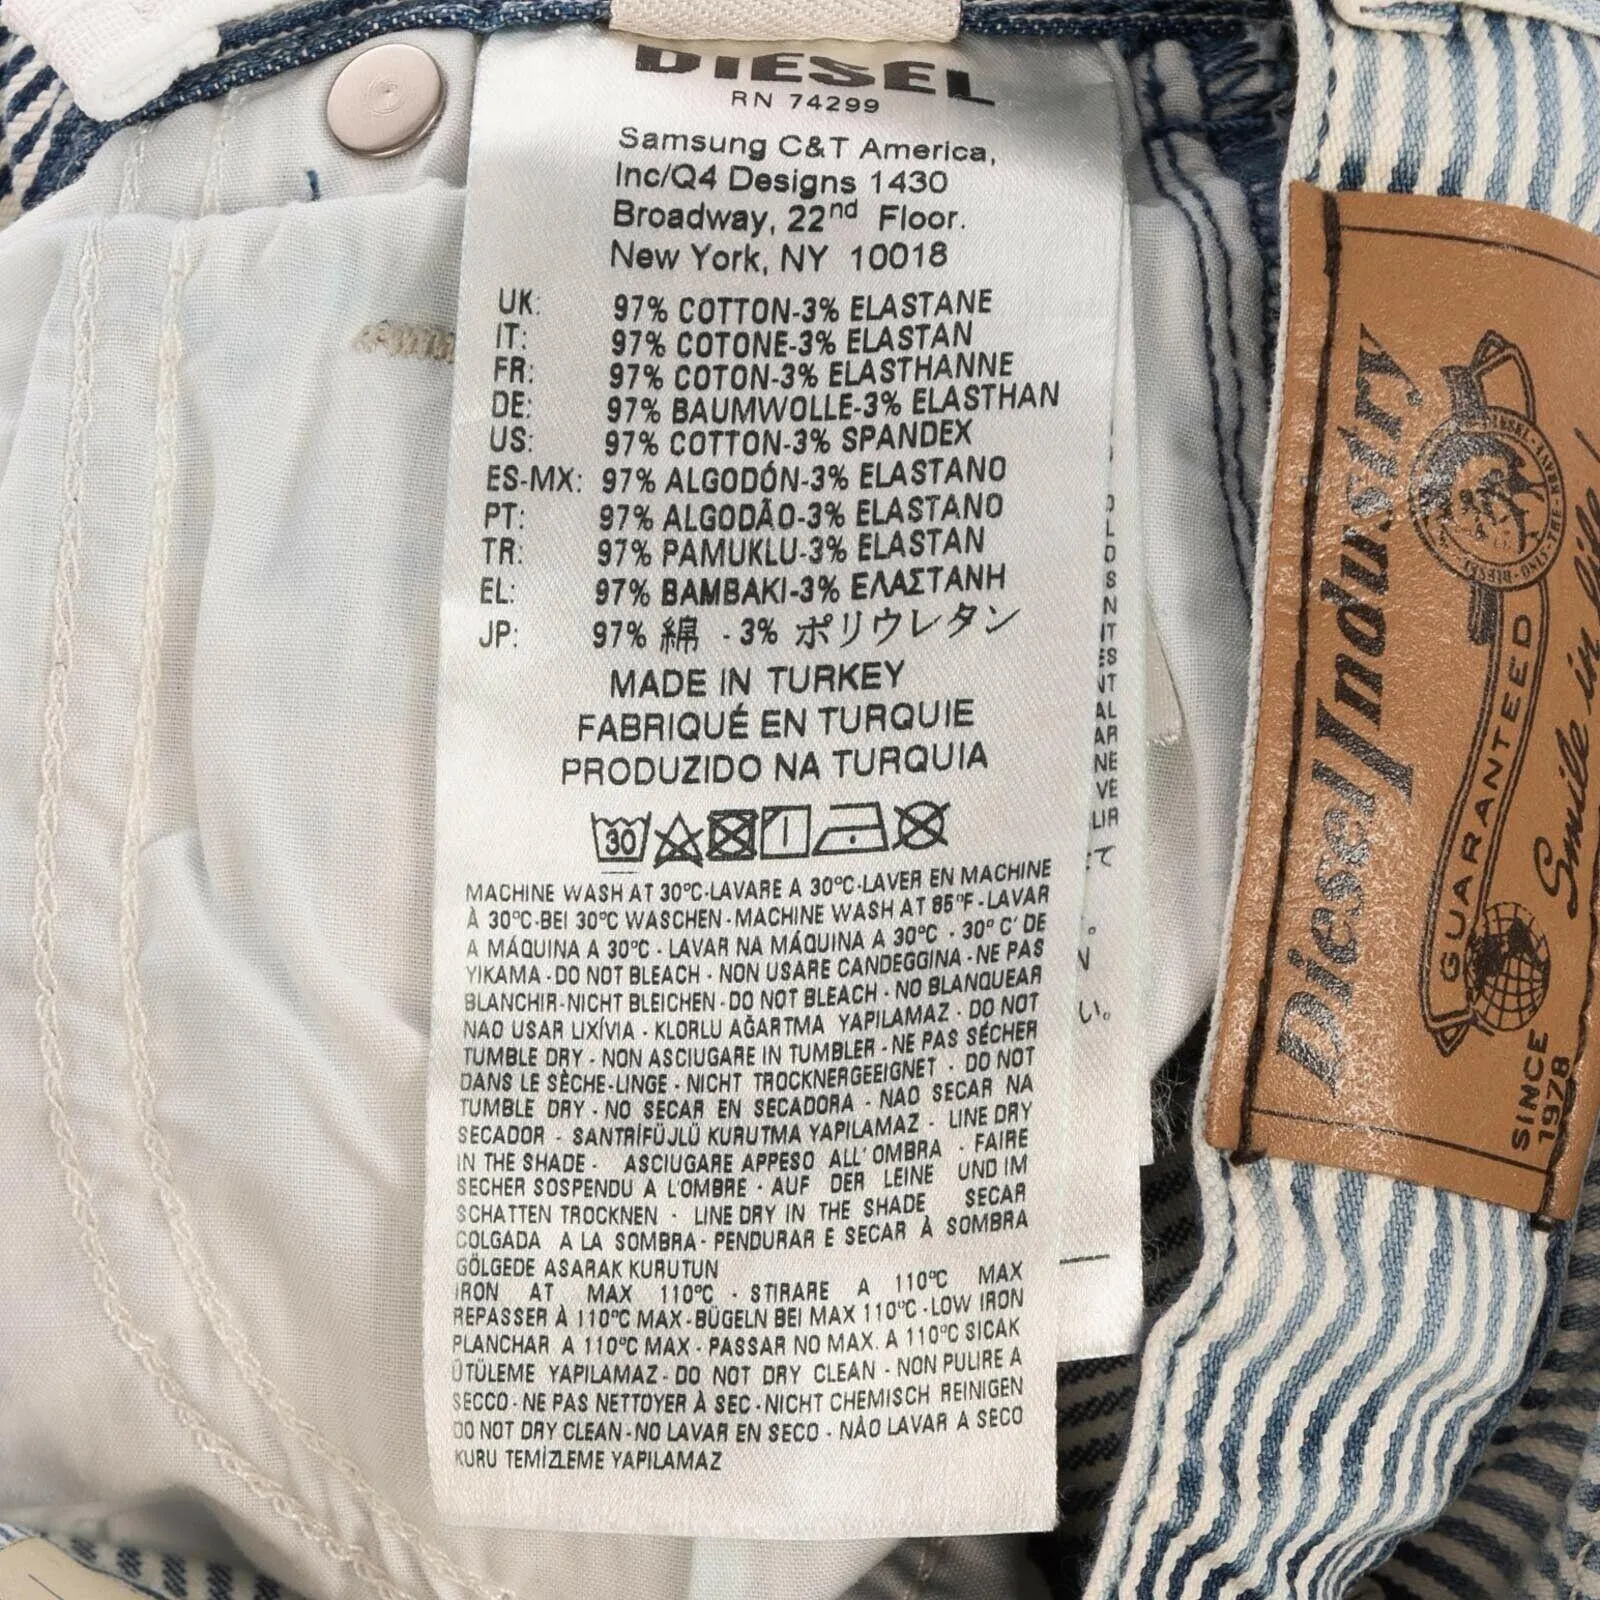 DIESEL
RN 74299
Samsung C&T America,
Inc/Q4 Designs 1430
Broadway, 22nd Floor.
New York, NY 10018
UK: 97% COTTON-3% ELASTANE
IT: 97% COTONE-3% ELASTAN
FR: 97% COTON-3% ELASTHANNE
DE: 97% BAUMWOLLE-3% ELASTHAN
US: 97% COTTON-3% SPANDEX
ES-MX: 97% ALGODÓN-3% ELASTANO
PT: 97% ALGODÃO-3% ELASTANO
TR: 97% PAMUKLU-3% ELASTAN
EL: 97% BAMBAKI-3% ΕΛΑΣΤΑΝΗ
JP: 97% 綿 - 3% ポリウレタン
MADE IN TURKEY
FABRIQUÉ EN TURQUIE
PRODUZIDO NA TURQUIA
30
MACHINE WASH AT 30°C-LAVARE A 30°C-LAVER EN MACHINE
À 30°C-BEI 30°C WASCHEN-MACHINE WASH AT 85°F-LAVAR
A MÁQUINA A 30°C - LAVAR NA MÁQUINA A 30°C - 30° C' DE
YIKAMA - DO NOT BLEACH - NON USARE CANDEGGINA - NE PAS
BLANCHIR-NICHT BLEICHEN - DO NOT BLEACH - NO BLANQUEAR
NAO USAR LIXÍVIA - KLORLU AĞARTMA YAPILAMAZ - DO NOT
TUMBLE DRY - NON ASCIUGARE IN TUMBLER - NE PAS SÉCHER
DANS LE SÈCHE-LINGE - NICHT TROCKNERGEEIGNET - DO NOT
TUMBLE DRY - NO SECAR EN SECADORA - NAO SECAR NA
SECADOR - SANTRİFÜJLÜ KURUTMA YAPILAMAZ - LINE DRY
IN THE SHADE - ASCIUGARE APPESO ALL'OMBRA - FAIRE
SECHER SOSPENDU A L'OMBRE - AUF DER LEINE UND IM
SCHATTEN TROCKNEN - LINE DRY IN THE SHADE SECAR
COLGADA A LA SOMBRA - PENDURAR E SECAR À SOMBRA
GÖLGEDE ASARAK KURUTUN
IRON AT MAX 110°C - STIRARE A 110°C MAX
REPASSER À 110°C MAX-BÜGELN BEI MAX 110°C-LOW IRON
PLANCHAR A 110°C MAX - PASSAR NO MAX. A 110°C SICAK
ÜTÜLEME YAPILAMAZ - DO NOT DRY CLEAN - NON PULIRE A
SECCO - NE PAS NETTOYER À SEC - NICHT CHEMISCH REINIGEN
DO NOT DRY CLEAN-NO LAVAR EN SECO - NÃO LAVAR A SECO
KURU TEMİZLEME YAPILAMAZ
Diesel/Industry
GUARANTEED
Smile in
SINCE
1978